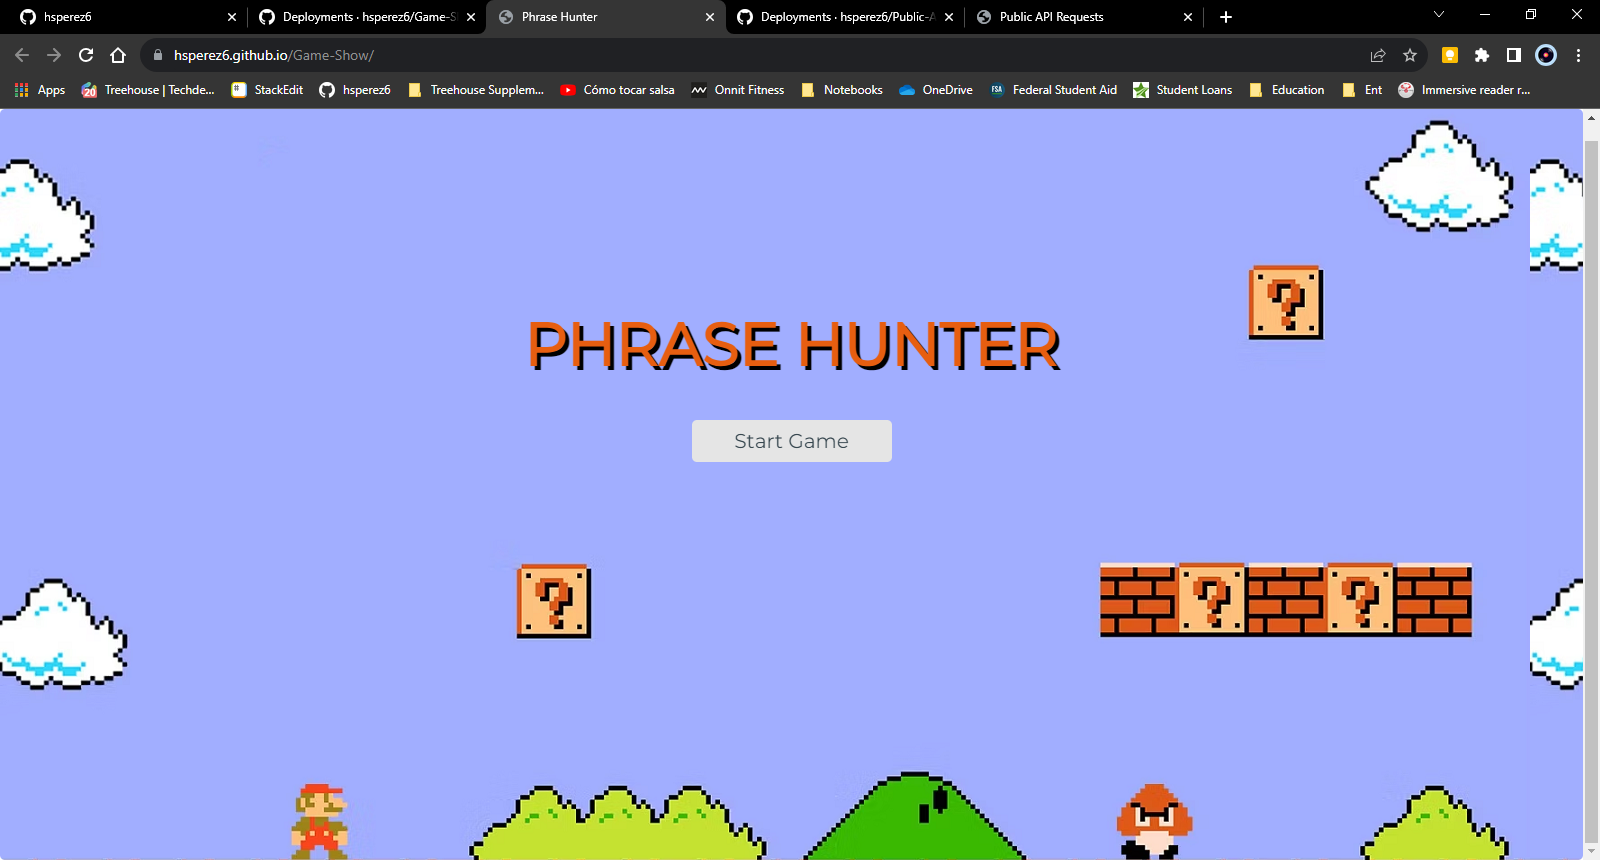 hsperez6
Deployments · hsperez6/Game-S
Phrase Hunter
Deployments · hsperez6/Public-A
Public API Requests
hsperez6.github.io/Game-Show/
Apps
20
Treehouse | Techde...
StackEdit
hsperez6
Treehouse Supplem...
Cómo tocar salsa
Onnit Fitness
Notebooks
OneDrive
FSA
Federal Student Aid
Student Loans
Education
Ent
Immersive reader r...
?
PHRASE HUNTER
Start Game
?
? ?